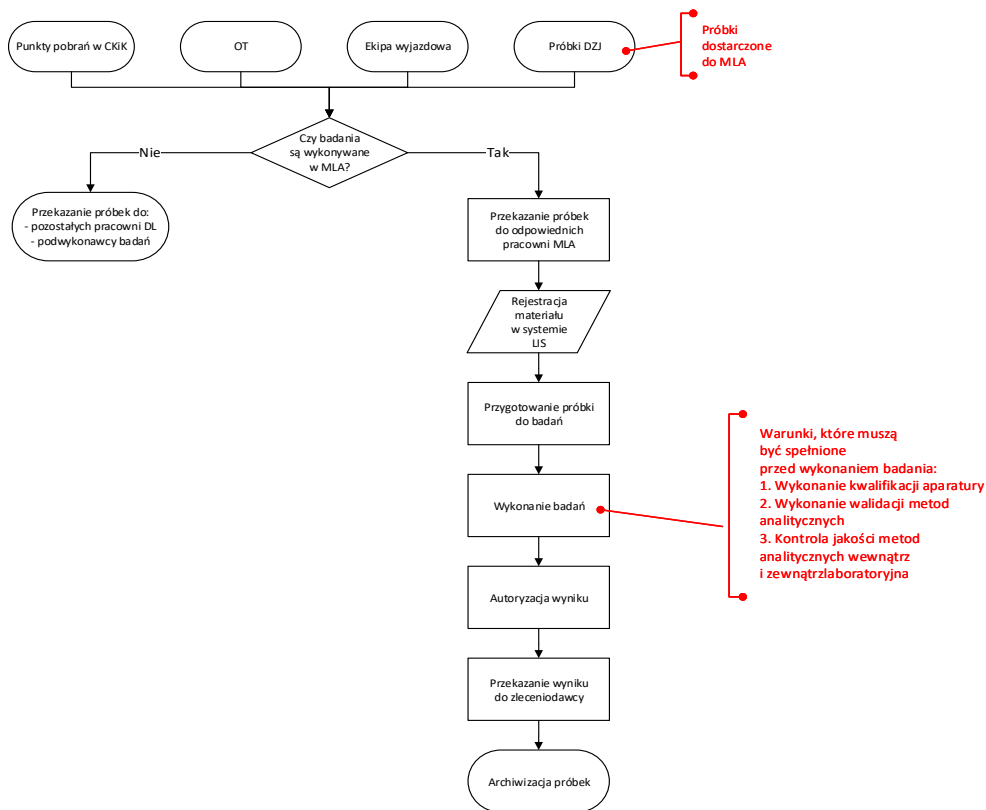 Punkty pobrań w CKiK
OT
Ekipa wyjazdowa
Próbki DZJ
Próbki
dostarczone
do MLA
Czy badania
są wykonywane
w MLA?
Nie
Tak
Przekazanie próbek do:
- pozostałych pracowni DL
- podwykonawcy badań
Przekazanie próbek
do odpowiednich
pracowni MLA
Rejestracja
materiału
w systemie
LIS
Przygotowanie próbki
do badań
Warunki, które muszą
być spełnione
przed wykonaniem badania:
1. Wykonanie kwalifikacji aparatury
2. Wykonanie walidacji metod
analitycznych
3. Kontrola jakości metod
analitycznych wewnątrz
i zewnątrzlaboratoryjna
Wykonanie badań
Autoryzacja wyniku
Przekazanie wyniku
do zleceniodawcy
Archiwizacja próbek